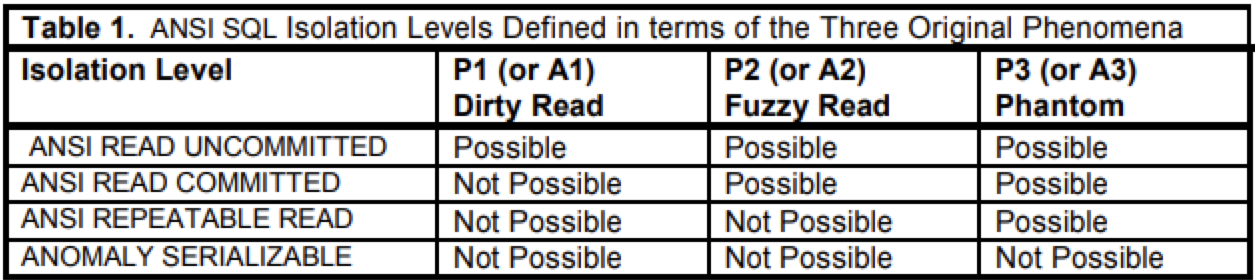 Table 1. ANSI SQL Isolation Levels Defined in terms of the Three Original Phenomena
Isolation Level P1 (or A1) Dirty Read P2 (or A2) Fuzzy Read P3 (or A3) Phantom
ANSI READ UNCOMMITTED Possible Possible Possible
ANSI READ COMMITTED Not Possible Possible Possible
ANSI REPEATABLE READ Not Possible Not Possible Possible
ANOMALY SERIALIZABLE Not Possible Not Possible Not Possible